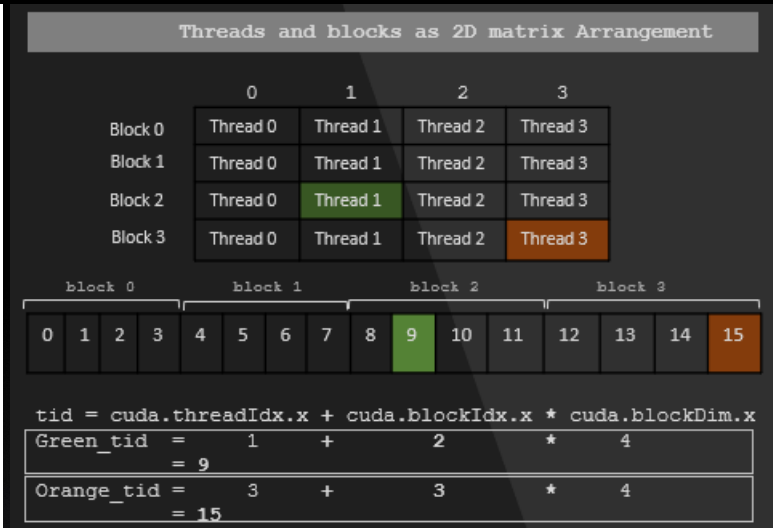 Threads and blocks as 2D matrix Arrangement
0 1 2 3
Block 0 Thread 0 Thread 1 Thread 2 Thread 3
Block 1 Thread 0 Thread 1 Thread 2 Thread 3
Block 2 Thread 0 Thread 1 Thread 2 Thread 3
Block 3 Thread 0 Thread 1 Thread 2 Thread 3
block 0 block 1 block 2 block 3
0 1 2 3 4 5 6 7 8 9 10 11 12 13 14 15
tid = cuda.threadIdx.x + cuda.blockIdx.x * cuda.blockDim.x
Green_tid = 1 + 2 * 4
= 9
Orange_tid = 3 + 3 * 4
= 15